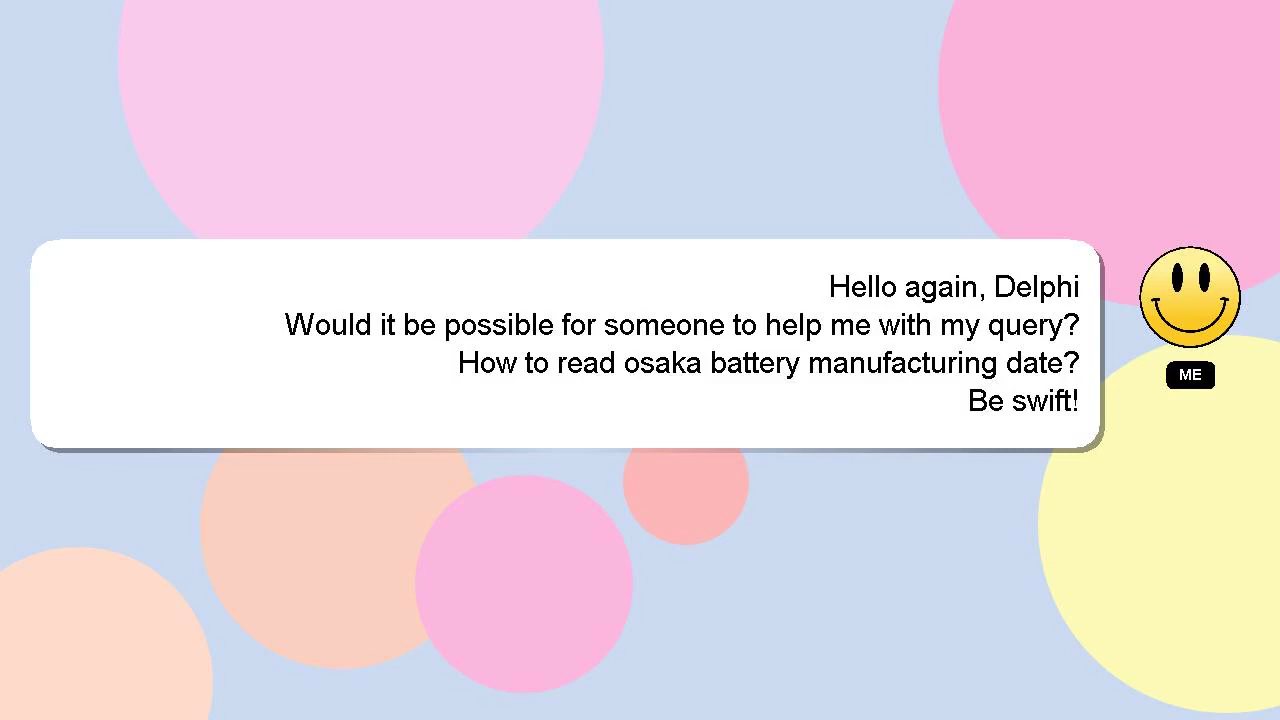 Hello again, Delphi
Would it be possible for someone to help me with my query?
How to read osaka battery manufacturing date?
Be swift!
ME